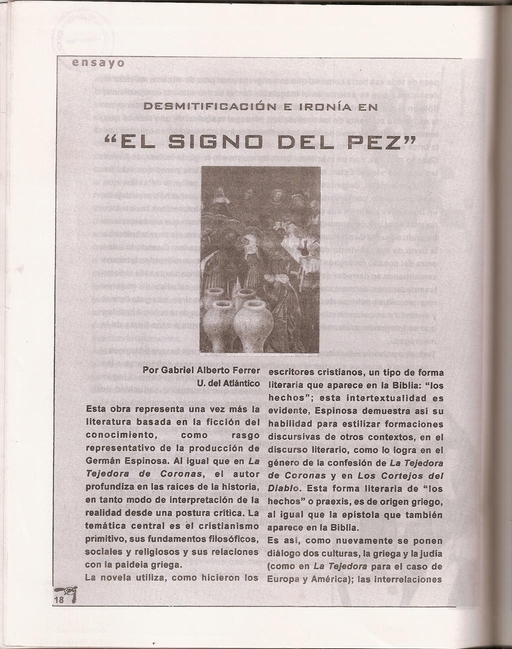 ensayo
DESMITIFICACIÓN E IRONÍA EN
“EL SIGNO DEL PEZ”
Por Gabriel Alberto Ferrer
U. del Atlántico
Esta obra representa una vez más la
literatura basada en la ficción del
conocimiento, como rasgo
representativo de la producción de
Germán Espinosa. Al igual que en La
Tejedora de Coronas, el autor
profundiza en las raíces de la historia,
en tanto modo de interpretación de la
realidad desde una postura crítica. La
temática central es el cristianismo
primitivo, sus fundamentos filosóficos,
sociales y religiosos y sus relaciones
con la paideia griega.
La novela utiliza, como hicieron los
escritores cristianos, un tipo de forma
literaria que aparece en la Biblia: “los
hechos”; esta intertextualidad es
evidente, Espinosa demuestra asi su
habilidad para estilizar formaciones
discursivas de otros contextos, en el
discurso literario, como lo logra en el
género de la confesión de La Tejedora
de Coronas y en Los Cortejos del
Diablo. Esta forma literaria de “los
hechos” o praexis, es de origen griego,
al igual que la epístola que también
aparece en la Biblia.
Es así, como nuevamente se ponen
diálogo dos culturas, la griega y la judía
(como en La Tejedora para el caso de
Europa y América); las interrelaciones
18